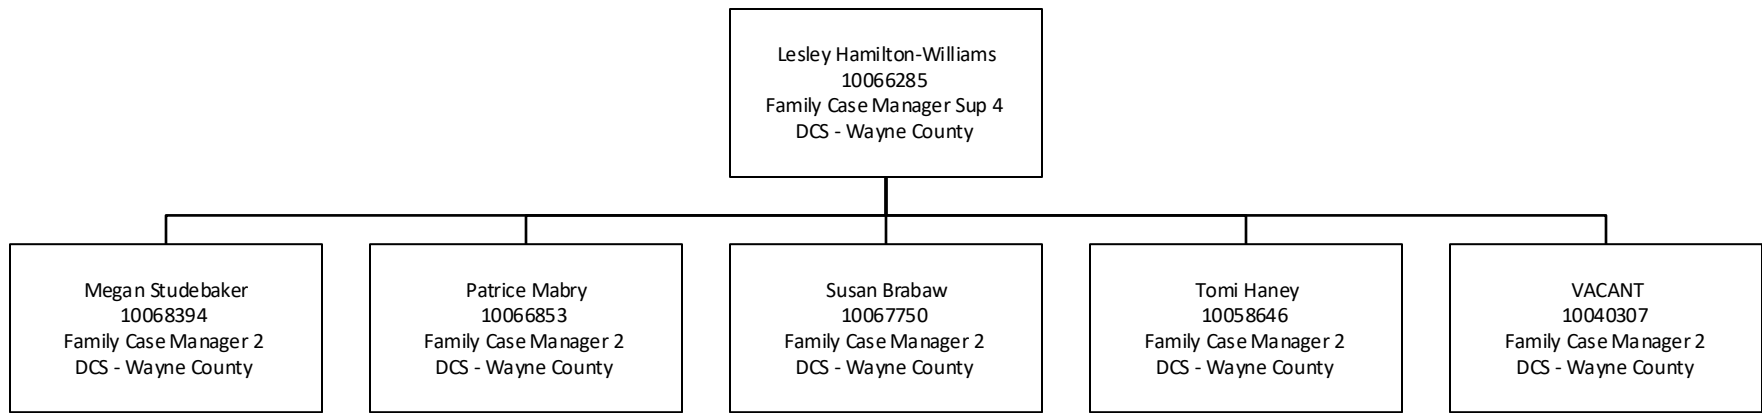 Lesley Hamilton-Williams
10066285
Family Case Manager Sup 4
DCS - Wayne County
Megan Studebaker
10068394
Family Case Manager 2
DCS - Wayne County
Patrice Mabry
10066853
Family Case Manager 2
DCS - Wayne County
Susan Brabaw
10067750
Family Case Manager 2
DCS - Wayne County
Tomi Haney
10058646
Family Case Manager 2
DCS - Wayne County
VACANT
10040307
Family Case Manager 2
DCS - Wayne County